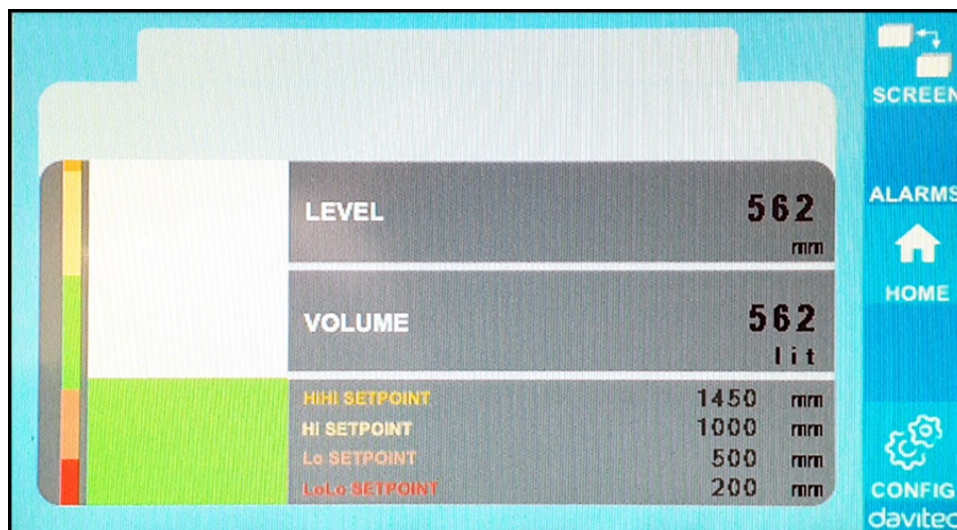 SCREEN
LEVEL 562
mm
ALARMS
HOME
VOLUME 562
lit
HiHi SETPOINT 1450 mm
HI SETPOINT 1000 mm
Lo SETPOINT 500 mm
LoLo SETPOINT 200 mm
CONFIG
daviteq